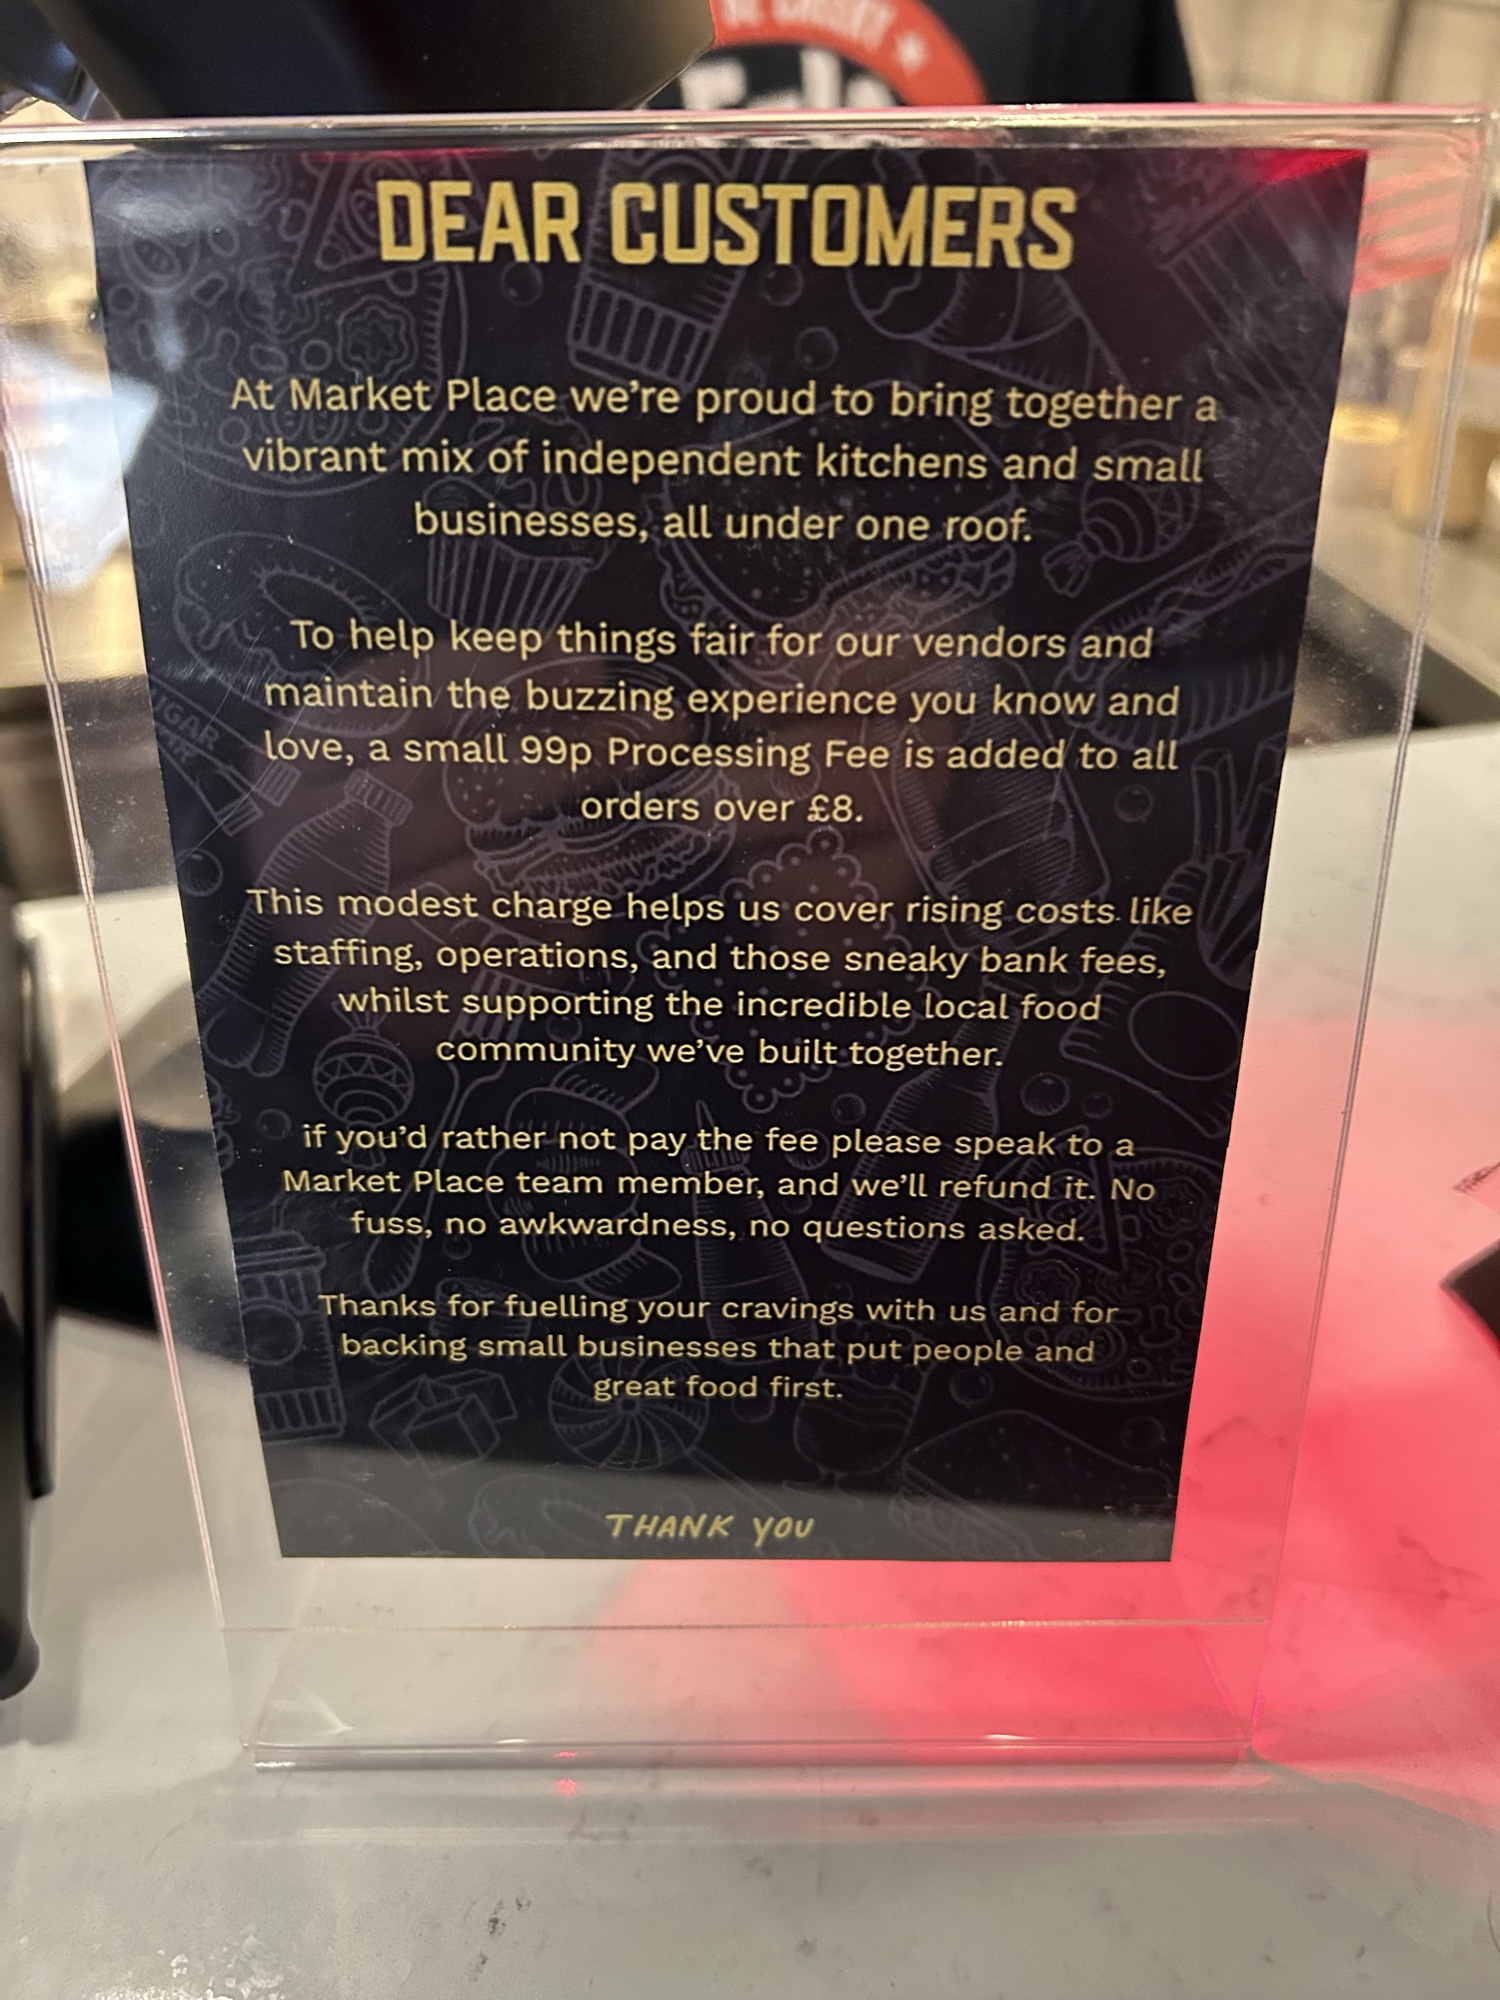 DEAR CUSTOMERS
At Market Place we're proud to bring together a
vibrant mix of independent kitchens and small
businesses, all under one roof.
To help keep things fair for our vendors and
maintain the buzzing experience you know and
love, a small 99p Processing Fee is added to all
orders over £8.
This modest charge helps us cover rising costs like
staffing, operations, and those sneaky bank fees,
whilst supporting the incredible local food
community we've built together.
if you'd rather not pay the fee please speak to a
Market Place team member, and we'll refund it. No
fuss, no awkwardness, no questions asked.
Thanks for fuelling your cravings with us and for
backing small businesses that put people and
great food first.
THANK YOU